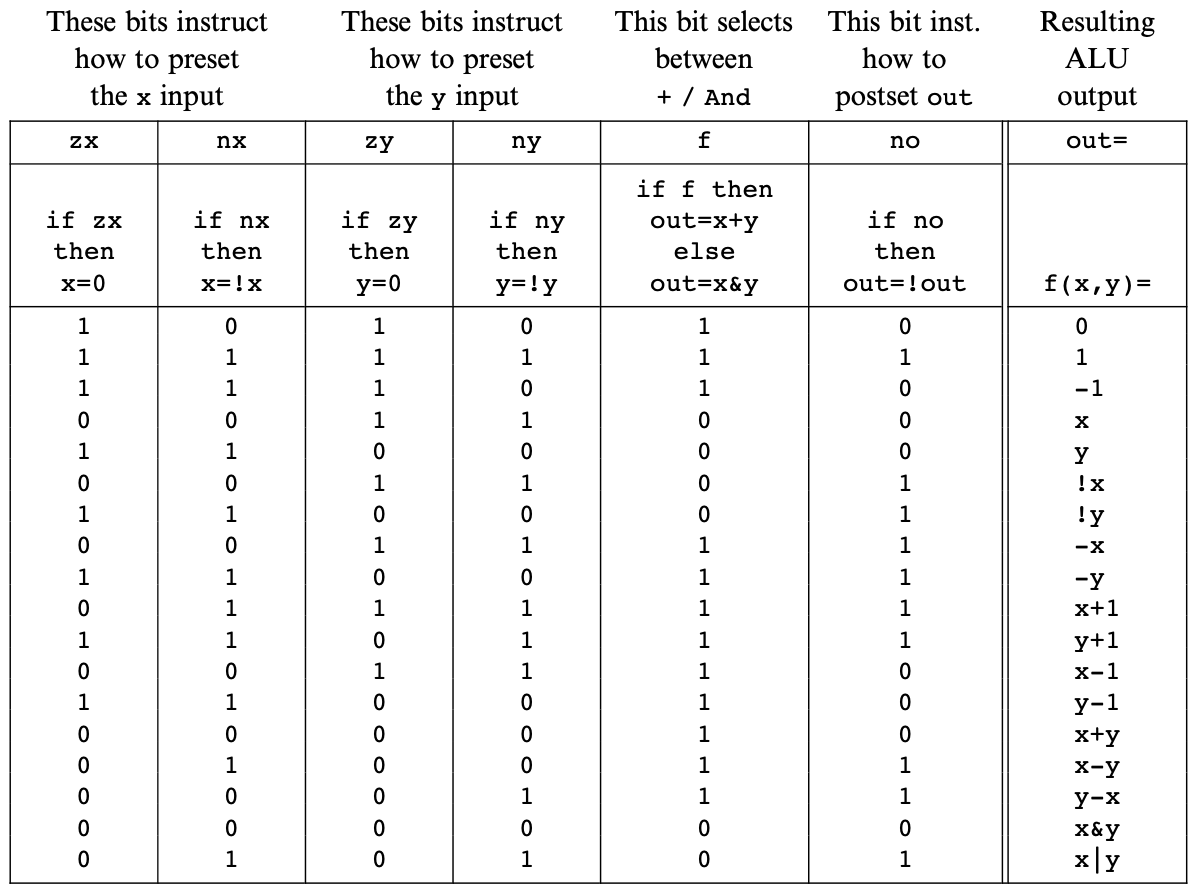 These bits instruct how to preset the x input
These bits instruct how to preset the y input
This bit selects between + / And
This bit inst. how to postset out
Resulting ALU output
zx nx zy ny f no out=
if zx then x=0
if nx then x=!x
if zy then y=0
if ny then y=!y
if f then out=x+y else out=x&y
if no then out=!out
f(x,y)=
1 0 1 0 1 0 0
1 1 1 1 1 1 1
1 1 1 0 1 0 -1
0 0 1 1 0 0 x
1 1 0 0 0 0 y
0 0 1 1 0 1 !x
1 1 0 0 0 1 !y
0 0 1 1 1 1 -x
1 1 0 0 1 1 -y
0 1 1 1 1 1 x+1
1 1 0 1 1 1 y+1
0 0 1 1 1 0 x-1
1 1 0 0 1 0 y-1
0 0 0 0 1 0 x+y
0 1 0 0 1 1 x-y
0 0 0 1 1 1 y-x
0 0 0 0 0 0 x&y
0 1 0 1 0 1 x|y